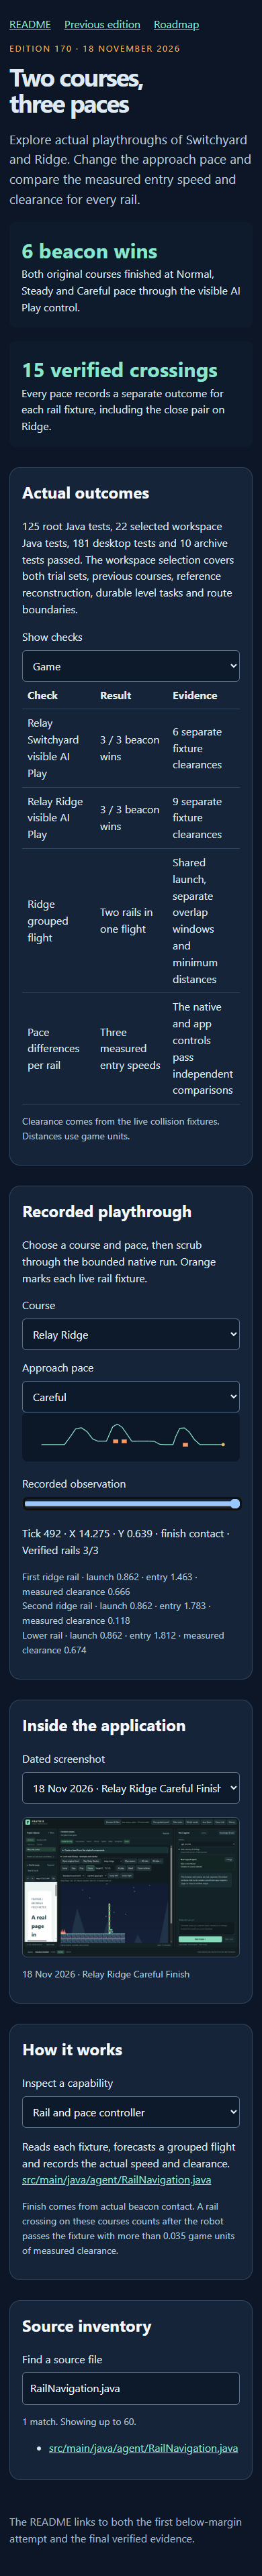 README Previous edition Roadmap
EDITION 170 · 18 NOVEMBER 2026
Two courses,
three paces
Explore actual playthroughs of Switchyard
and Ridge. Change the approach pace and
compare the measured entry speed and
clearance for every rail.
6 beacon wins
Both original courses finished at Normal,
Steady and Careful pace through the visible AI
Play control.
15 verified crossings
Every pace records a separate outcome for
each rail fixture, including the close pair on
Ridge.
Actual outcomes
125 root Java tests, 22 selected workspace
Java tests, 181 desktop tests and 10 archive
tests passed. The workspace selection covers
both trial sets, previous courses, reference
reconstruction, durable level tasks and route
boundaries.
Show checks
Game
Check Result Evidence
Relay
Switchyard
visible AI
Play
3 / 3 beacon
wins
6 separate
fixture
clearances
Relay Ridge
visible AI
Play
3 / 3 beacon
wins
9 separate
fixture
clearances
Ridge
grouped
flight
Two rails in
one flight
Shared
launch,
separate
overlap
windows
and
minimum
distances
Pace
differences
per rail
Three
measured
entry speeds
The native
and app
controls
pass
independent
comparisons
Clearance comes from the live collision fixtures.
Distances use game units.
Recorded playthrough
Choose a course and pace, then scrub
through the bounded native run. Orange
marks each live rail fixture.
Course
Relay Ridge
Approach pace
Careful
Recorded observation
Tick 492 · X 14.275 · Y 0.639 · finish contact ·
Verified rails 3/3
First ridge rail · launch 0.862 · entry 1.463 ·
measured clearance 0.666
Second ridge rail · launch 0.862 · entry 1.783 ·
measured clearance 0.118
Lower rail · launch 0.862 · entry 1.812 · measured
clearance 0.674
Inside the application
Dated screenshot
18 Nov 2026 · Relay Ridge Careful Finish
A real
page
in
18 Nov 2026 · Relay Ridge Careful Finish
How it works
Inspect a capability
Rail and pace controller
Reads each fixture, forecasts a grouped flight
and records the actual speed and clearance.
src/main/java/agent/RailNavigation.java
Finish comes from actual beacon contact. A rail
crossing on these courses counts after the robot
passes the fixture with more than 0.035 game units
of measured clearance.
Source inventory
Find a source file
RailNavigation.java
1 match. Showing up to 60.
• src/main/java/agent/RailNavigation.java
The README links to both the first below-margin
attempt and the final verified evidence.